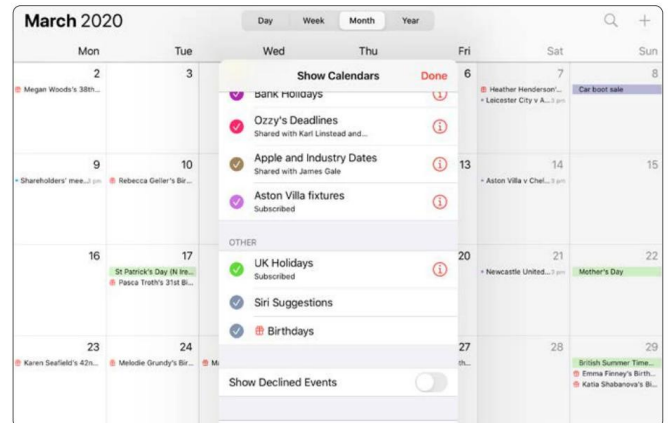 March 2020
Day Week Month Year
Mon Tue Wed Thu Fri Sat Sun
Show Calendars Done
Bank Holidays
Ozzy's Deadlines
Shared with Karl Linstead and...
Apple and Industry Dates
Shared with James Gale
Aston Villa fixtures
Subscribed
OTHER
UK Holidays
Subscribed
Siri Suggestions
Birthdays
Show Declined Events
2 3 6 7 8
Megan Woods's 38th...
Heather Henderson'...
Car boot sale
Leicester City v A...3 pm
9 10 13 14 15
Shareholders' mee...3 pm
Rebecca Geller's Bir...
Aston Villa v Chel...3 pm
16 17 20 21 22
St Patrick's Day (N Ire...
Newcastle United...3 pm
Mother's Day
Pasca Troth's 31st Bi...
23 24 27 28 29
Karen Seafield's 42n...
Melodie Grundy's Bir...
British Summer Time...
Emma Finney's Birth...
Katia Shabanova's Bi...